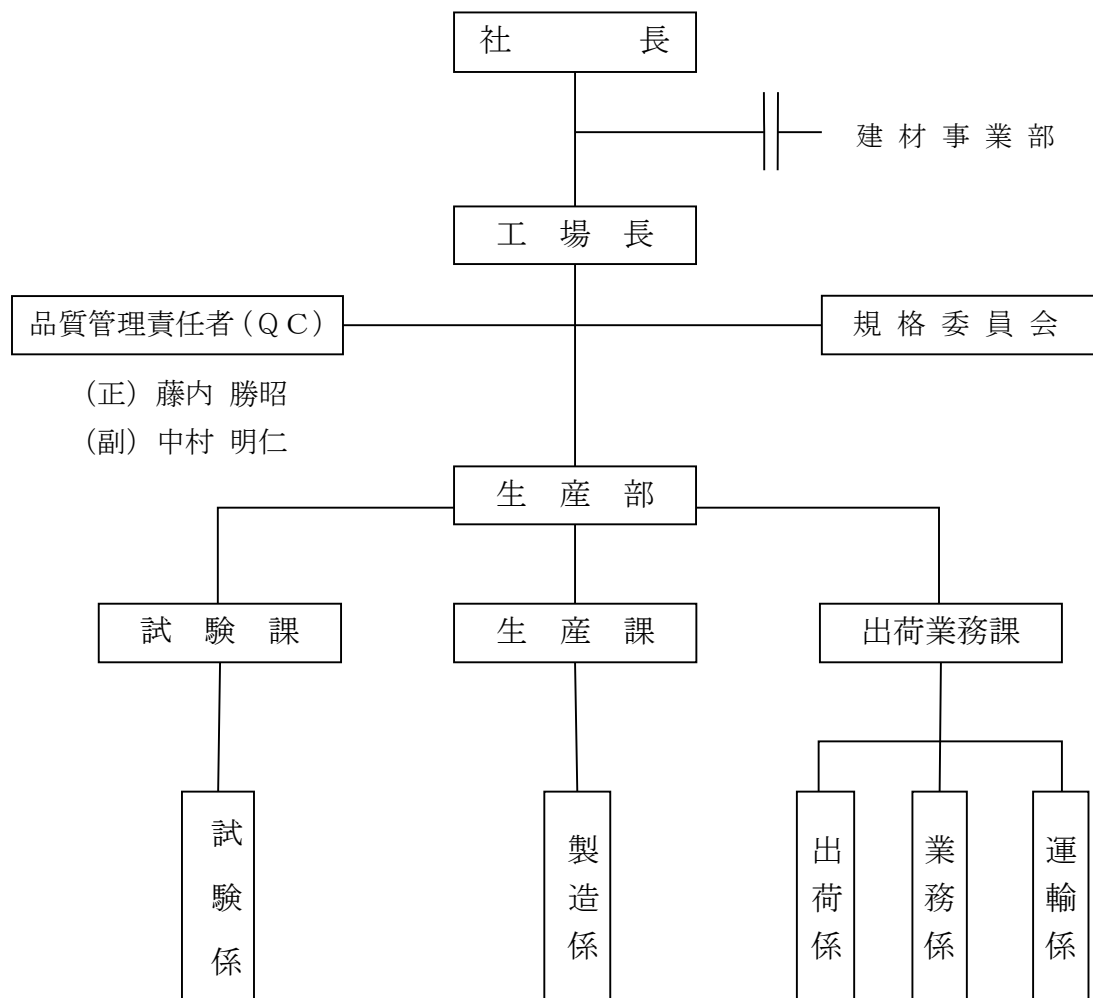 社長
建材事業部
工場長
品質管理責任者(QC)
規格委員会
(正) 藤内 勝昭
(副) 中村 明仁
生産部
試験課
生産課
出荷業務課
試験係
製造係
出荷係
業務係
運輸係